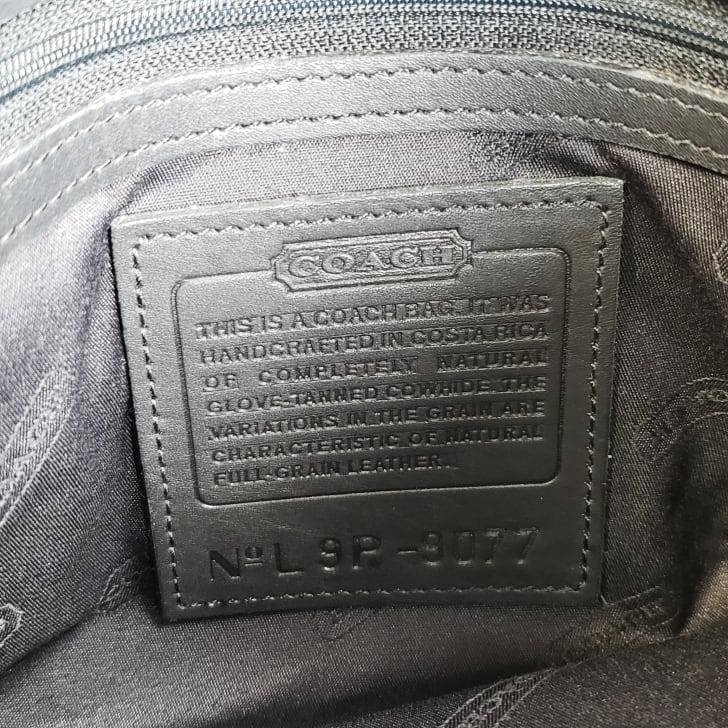 COACH
THIS IS A COACH BAG. IT WAS
HANDCRAFTED IN COSTA RICA
OF COMPLETELY NATURAL
GLOVE-TANNED COWHIDE. THE
VARIATIONS IN THE GRAIN ARE
CHARACTERISTIC OF NATURAL
FULL-GRAIN LEATHER.
Nº L9P-9077